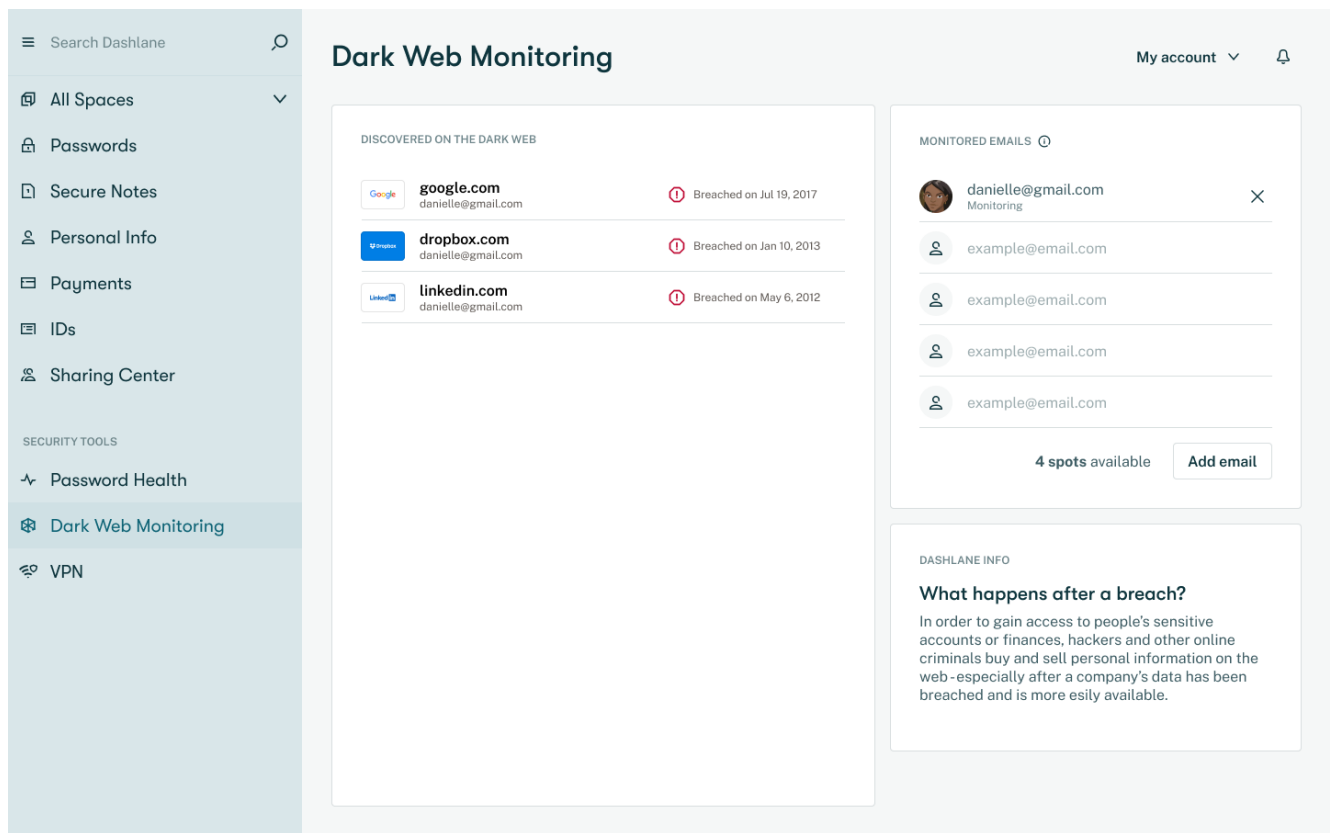 Search Dashlane
All Spaces
Passwords
Secure Notes
Personal Info
Payments
IDs
Sharing Center
SECURITY TOOLS
Password Health
Dark Web Monitoring
VPN
Dark Web Monitoring
My account
DISCOVERED ON THE DARK WEB
Google
google.com
danielle@gmail.com
Breached on Jul 19, 2017
Dropbox
dropbox.com
danielle@gmail.com
Breached on Jan 10, 2013
Linked in
linkedin.com
danielle@gmail.com
Breached on May 6, 2012
MONITORED EMAILS
danielle@gmail.com
Monitoring
example@email.com
example@email.com
example@email.com
example@email.com
4 spots available
Add email
DASHLANE INFO
What happens after a breach?
In order to gain access to people's sensitive
accounts or finances, hackers and other online
criminals buy and sell personal information on the
web-especially after a company's data has been
breached and is more esily available.